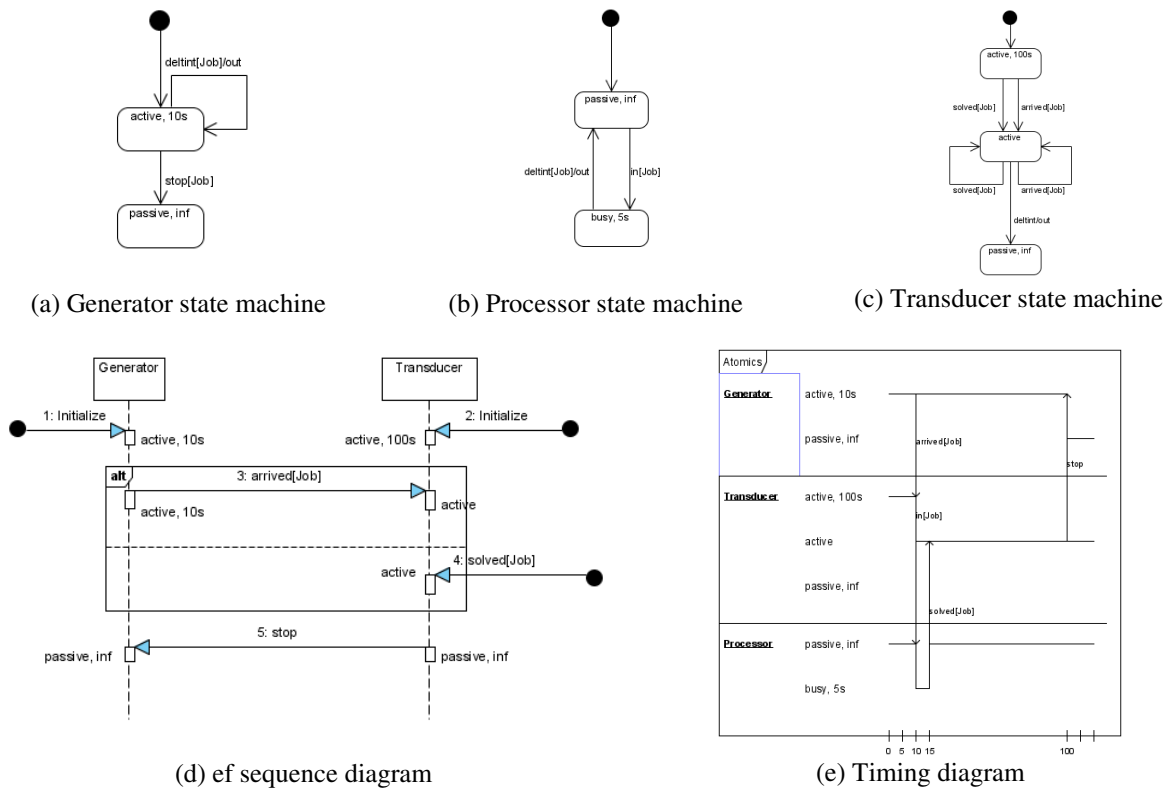 deltint[Job]/out
active, 10s
stop[Job]
passive, inf
(a) Generator state machine
passive, inf
deltint[Job]/out
in[Job]
busy, 5s
(b) Processor state machine
active, 100s
solved[Job]
arrived[Job]
active
solved[Job]
arrived[Job]
deltint/out
passive, inf
(c) Transducer state machine
Generator
Transducer
1: Initialize
2: Initialize
active, 10s
active, 100s
alt
3: arrived[Job]
active, 10s
active
4: solved[Job]
active
5: stop
passive, inf
passive, inf
(d) ef sequence diagram
Atomics
Generator
active, 10s
passive, inf
arrived[Job]
stop
Transducer
active, 100s
in[Job]
active
passive, inf
solved[Job]
Processor
passive, inf
busy, 5s
0 5 10 15 100
(e) Timing diagram